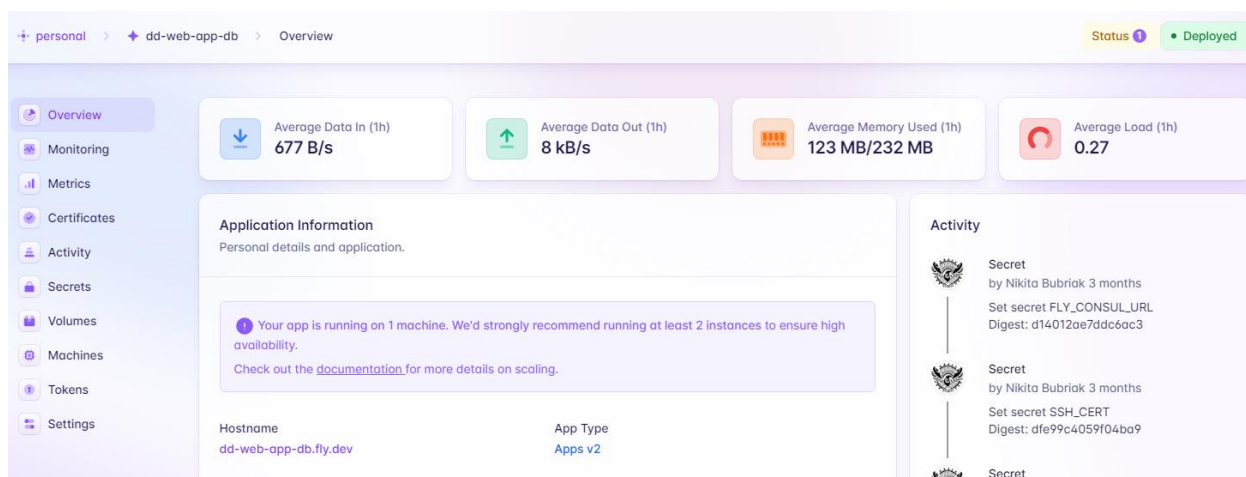 personal > dd-web-app-db > Overview
Status 1
Deployed
Overview
Monitoring
Metrics
Certificates
Activity
Secrets
Volumes
Machines
Tokens
Settings
Average Data In (1h)
677 B/s
Average Data Out (1h)
8 kB/s
Average Memory Used (1h)
123 MB/232 MB
Average Load (1h)
0.27
Application Information
Personal details and application.
Your app is running on 1 machine. We'd strongly recommend running at least 2 instances to ensure high
availability.
Check out the documentation for more details on scaling.
Hostname
dd-web-app-db.fly.dev
App Type
Apps v2
Activity
Secret
by Nikita Bubriak 3 months
Set secret FLY_CONSUL_URL
Digest: d14012ae7ddc6ac3
Secret
by Nikita Bubriak 3 months
Set secret SSH_CERT
Digest: dfe99c4059f04ba9
Secret